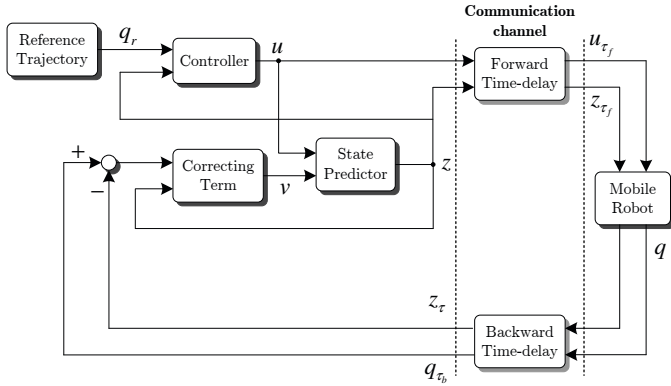 Communication
channel
Reference
Trajectory
q_r
Controller
u
Forward
Time-delay
u_{τ_f}
z_{τ_f}
+
−
Correcting
Term
v
State
Predictor
z
Mobile
Robot
q
z_τ
Backward
Time-delay
q_{τ_b}